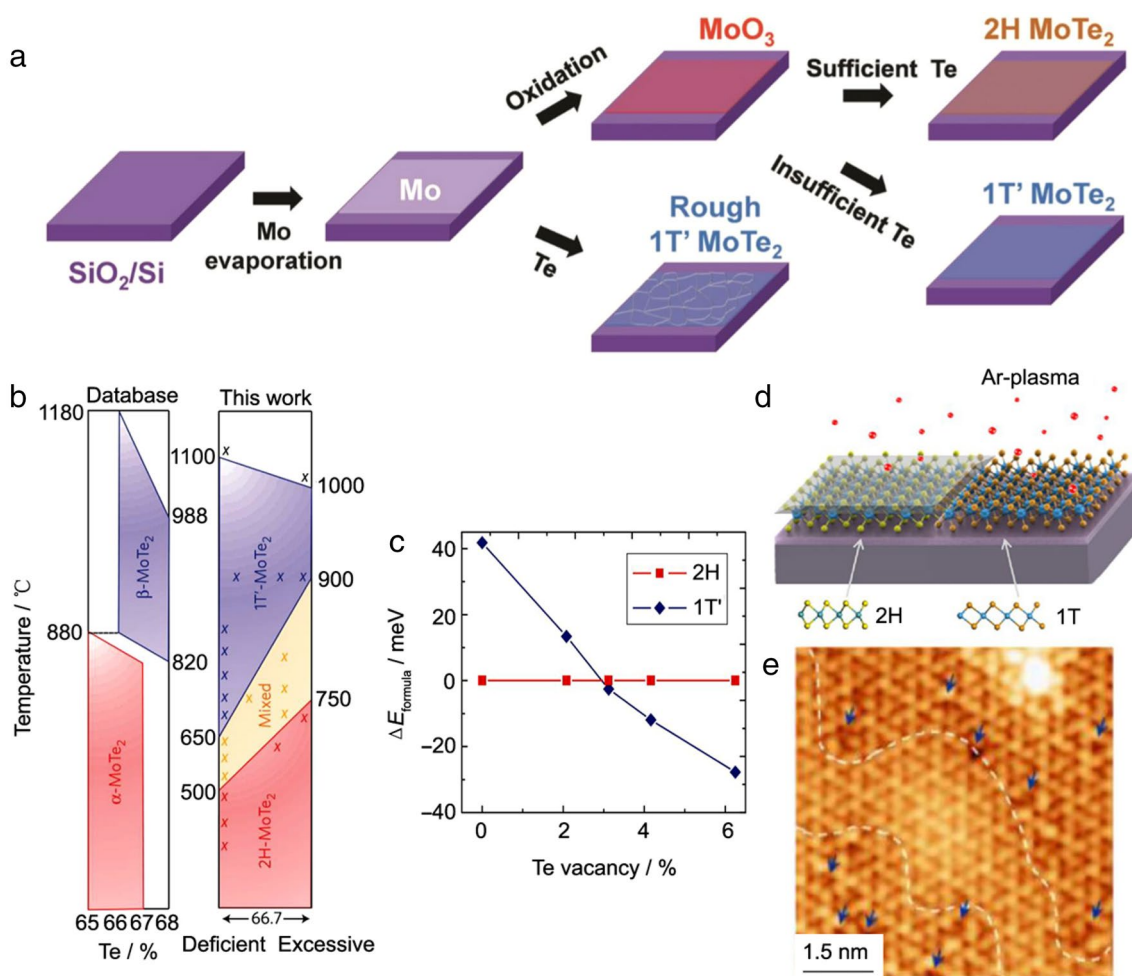 a
MoO3
2H MoTe2
Oxidation
Sufficient Te
Mo
Mo
evaporation
SiO2/Si
Te
Rough
1T' MoTe2
Insufficient Te
1T' MoTe2
b
Database
This work
1180
1100
1000
988
900
880
820
750
650
500
Temperature / ℃
β-MoTe2
α-MoTe2
1T'-MoTe2
Mixed
2H-MoTe2
x x
x x x x
x
x
x x
x x x
x x x
x
x
x
x
65 66 67 68
Te / %
66.7
Deficient Excessive
c
40
20
0
−20
−40
ΔEformula / meV
2H
1T'
0 2 4 6
Te vacancy / %
d
Ar-plasma
2H
1T
e
1.5 nm